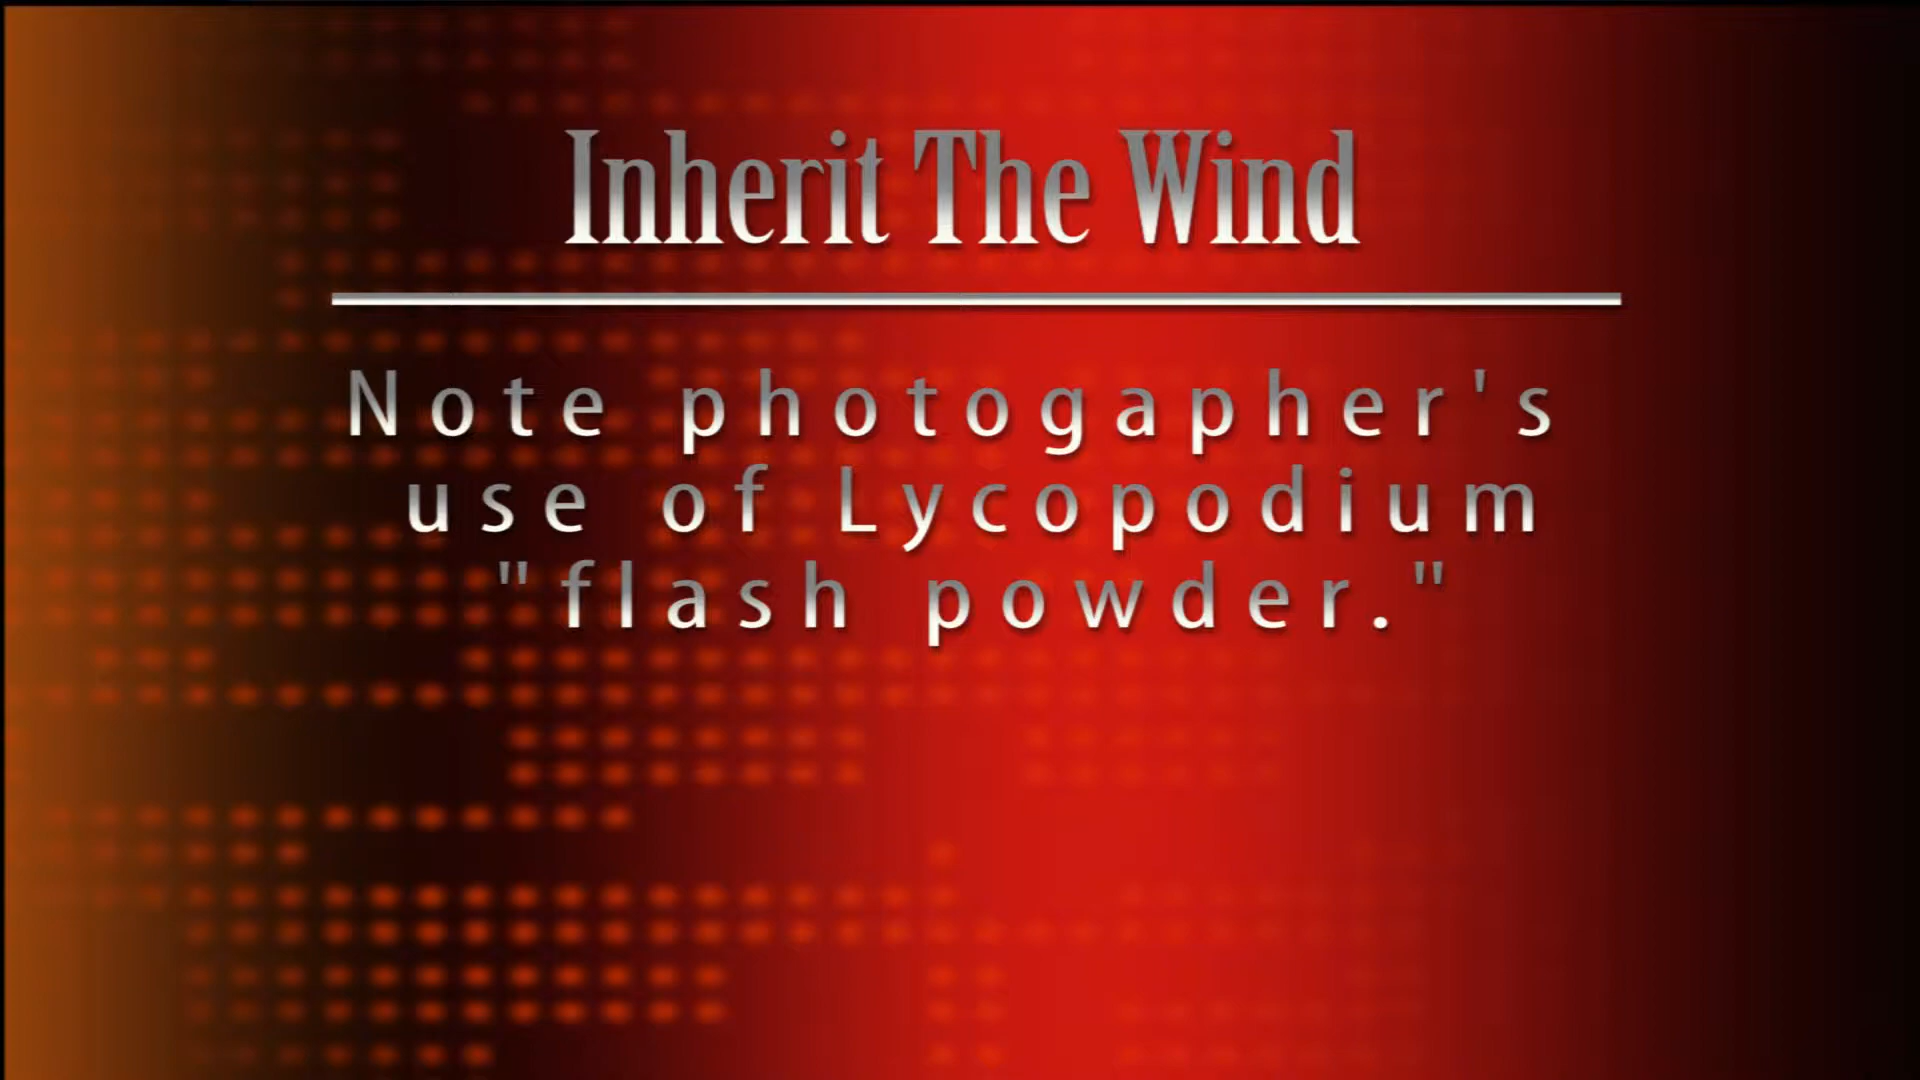 Inherit The Wind
Note photogapher's
use of Lycopodium
"flash powder."